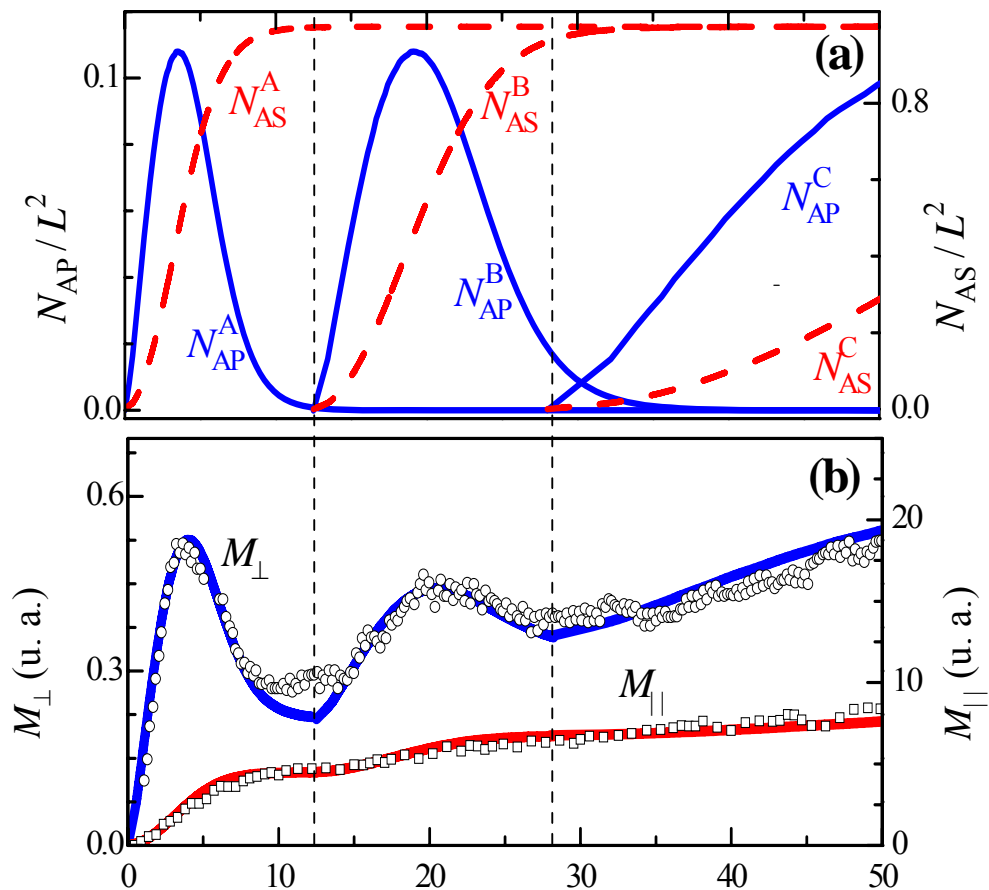 (a)
0.1
0.0
N_AP / L^2
0.8
0.0
N_AS / L^2
N_AS^A
N_AP^A
N_AS^B
N_AP^B
N_AP^C
N_AS^C
(b)
0.6
0.3
0.0
M_⊥ (u. a.)
20
10
0
M_|| (u. a.)
M_⊥
M_||
0 10 20 30 40 50